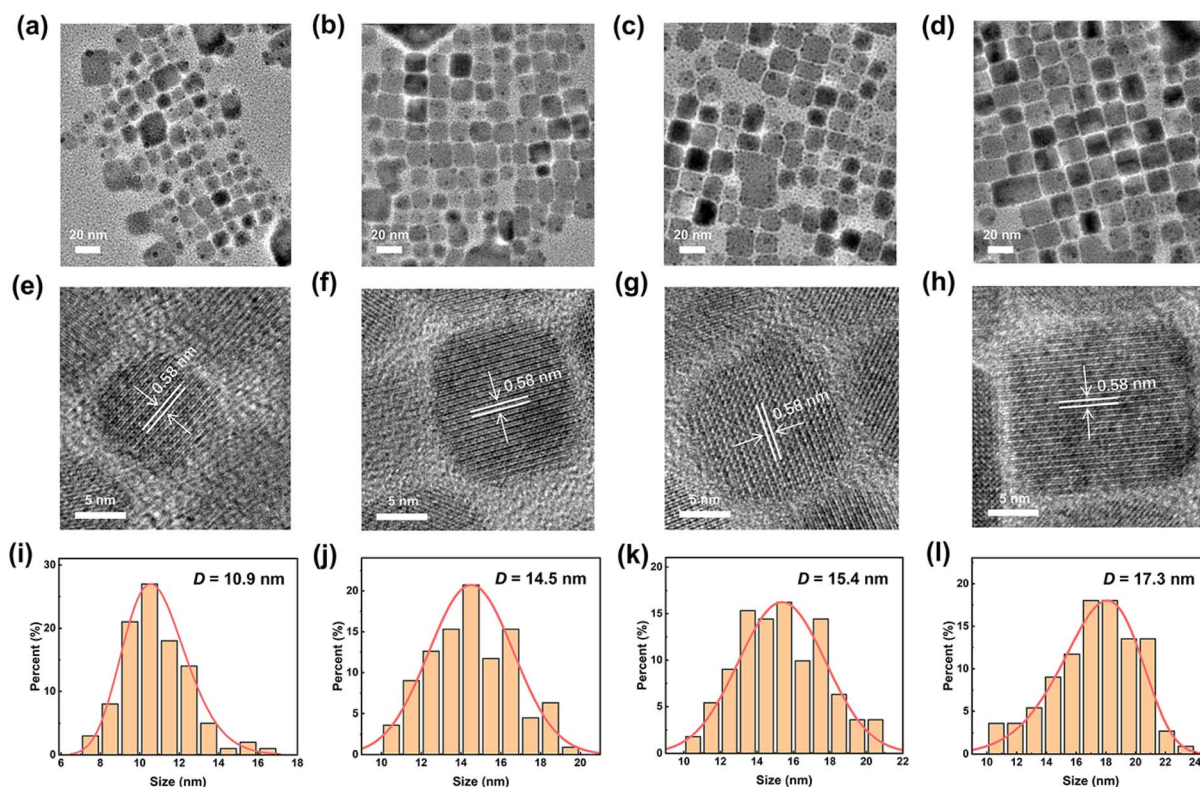 (a)
(b)
(c)
(d)
20 nm
20 nm
20 nm
20 nm
(e)
(f)
(g)
(h)
0.58 nm
0.58 nm
0.58 nm
0.58 nm
5 nm
5 nm
5 nm
5 nm
(i)
(j)
(k)
(l)
D = 10.9 nm
D = 14.5 nm
D = 15.4 nm
D = 17.3 nm
Percent (%)
30
20
10
0
6 8 10 12 14 16 18
Size (nm)
Percent (%)
20
15
10
5
0
10 12 14 16 18 20
Size (nm)
Percent (%)
20
15
10
5
0
10 12 14 16 18 20 22
Size (nm)
Percent (%)
20
15
10
5
0
10 12 14 16 18 20 22 24
Size (nm)